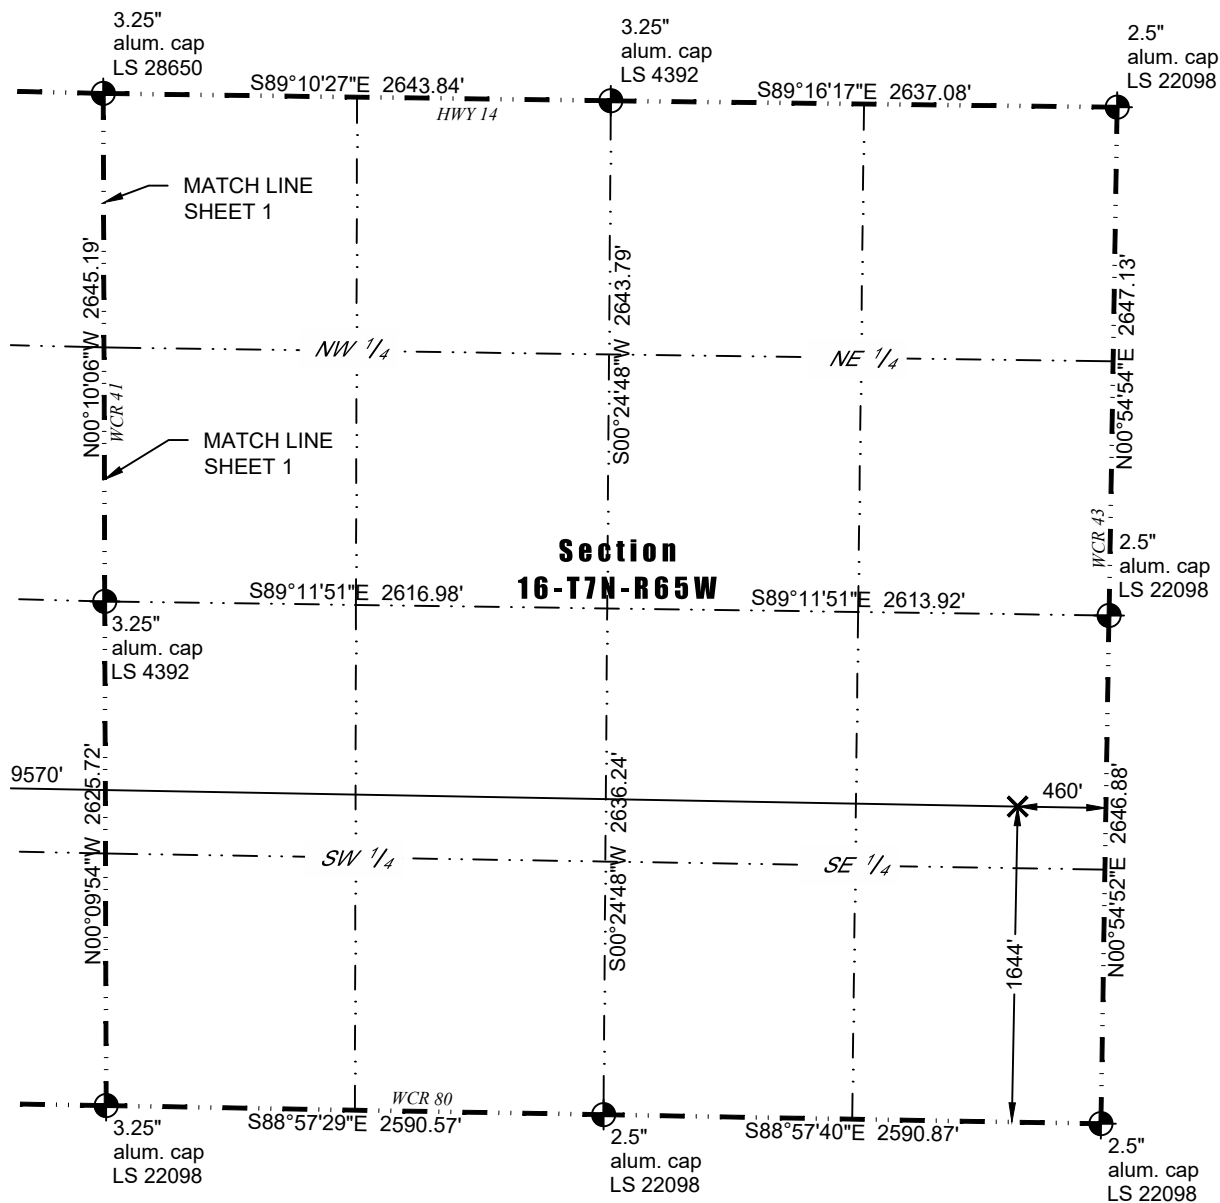 3.25"
alum. cap
LS 28650
3.25"
alum. cap
LS 4392
2.5"
alum. cap
LS 22098
S89°10'27"E 2643.84'
S89°16'17"E 2637.08'
HWY 14
MATCH LINE
SHEET 1
N00°10'06"W 2645.19'
WCR 41
S00°24'48"W 2643.79'
N00°54'54"E 2647.13'
NW 1/4
NE 1/4
MATCH LINE
SHEET 1
WCR 43
Section
16-T7N-R65W
2.5"
alum. cap
LS 22098
S89°11'51"E 2616.98'
S89°11'51"E 2613.92'
3.25"
alum. cap
LS 4392
9570'
460'
N00°09'54"W 2625.72'
S00°24'48"W 2636.24'
N00°54'52"E 2646.88'
SW 1/4
SE 1/4
1644'
WCR 80
S88°57'29"E 2590.57'
S88°57'40"E 2590.87'
3.25"
alum. cap
LS 22098
2.5"
alum. cap
LS 22098
2.5"
alum. cap
LS 22098